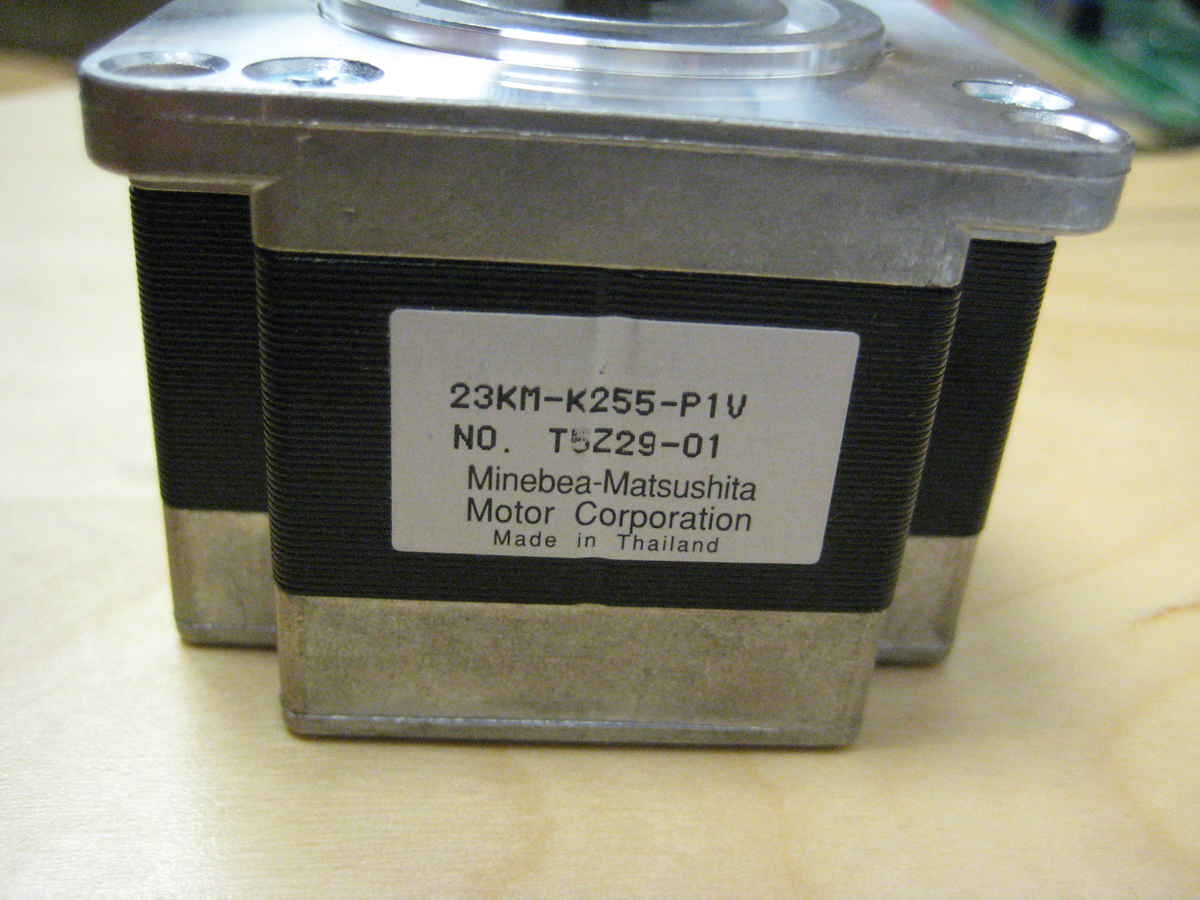 23KM-K255-P1V
NO. T5Z29-01
Minebea-Matsushita
Motor Corporation
Made in Thailand